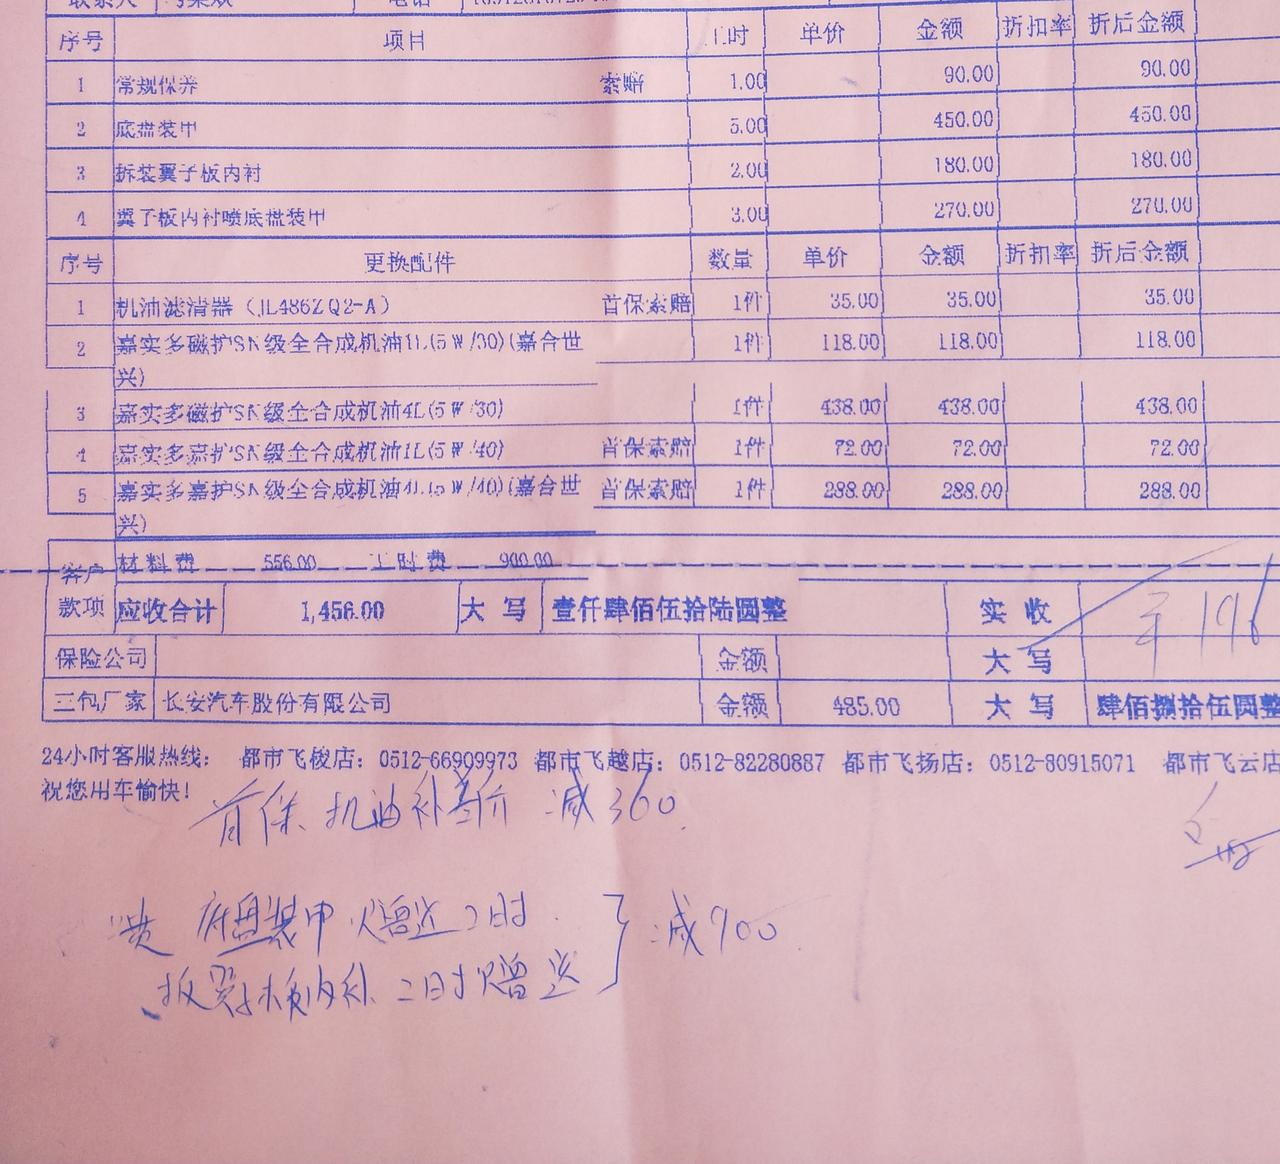 联系人 电话
序号 项目 工时 单价 金额 折扣率 折后金额
1 常规保养 索赔 1.00 90.00 90.00
2 底盘装甲 5.00 450.00 450.00
3 拆装翼子板内衬 2.00 180.00 180.00
4 翼子板内衬喷底盘装甲 3.00 270.00 270.00
序号 更换配件 数量 单价 金额 折扣率 折后金额
1 机油滤清器（JL486ZQ2-A） 首保索赔 1件 35.00 35.00 35.00
2 嘉实多磁护SN级全合成机油1L(5W/30)(嘉合世 1件 118.00 118.00 118.00
兴)
3 嘉实多磁护SN级全合成机油4L(5W/30) 1件 438.00 438.00 438.00
4 嘉实多嘉护SN级全合成机油1L(5W/40) 首保索赔 1件 72.00 72.00 72.00
5 嘉实多嘉护SN级全合成机油4L(5W/40)(嘉合世 首保索赔 1件 288.00 288.00 288.00
兴)
客户 材料费 556.00 工时费 900.00
款项 应收合计 1,456.00 大写 壹仟肆佰伍拾陆圆整 实收 196
保险公司 金额 大写
三包厂家 长安汽车股份有限公司 金额 485.00 大写 肆佰捌拾伍圆整
24小时客服热线： 都市飞梭店：0512-66909973 都市飞越店：0512-82280887 都市飞扬店：0512-80915071 都市飞云店
祝您用车愉快!
首保 机油补差价 减360
底盘装甲 赠送工时 减900
拆翼子板内衬 工时赠送